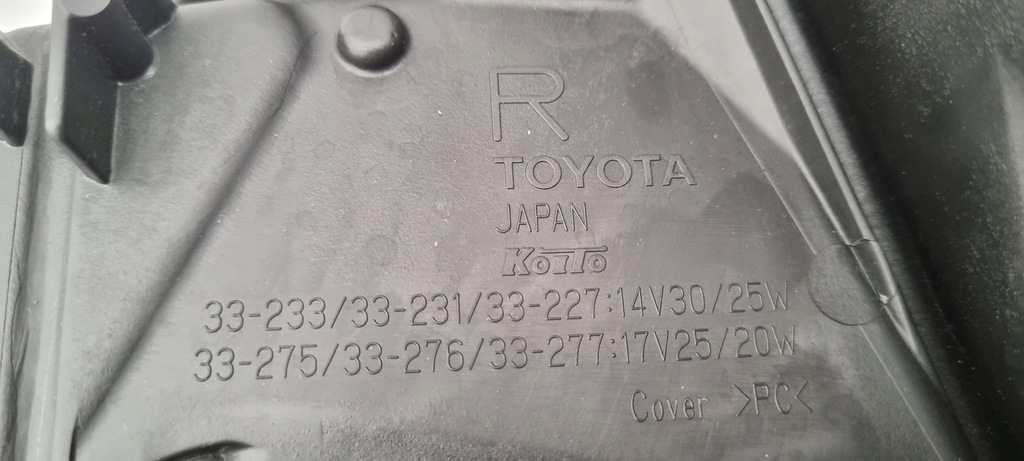 R
TOYOTA
JAPAN
KOITO
33-233/33-231/33-227:14V30/25W
33-275/33-276/33-277:17V25/20W
Cover >PC<